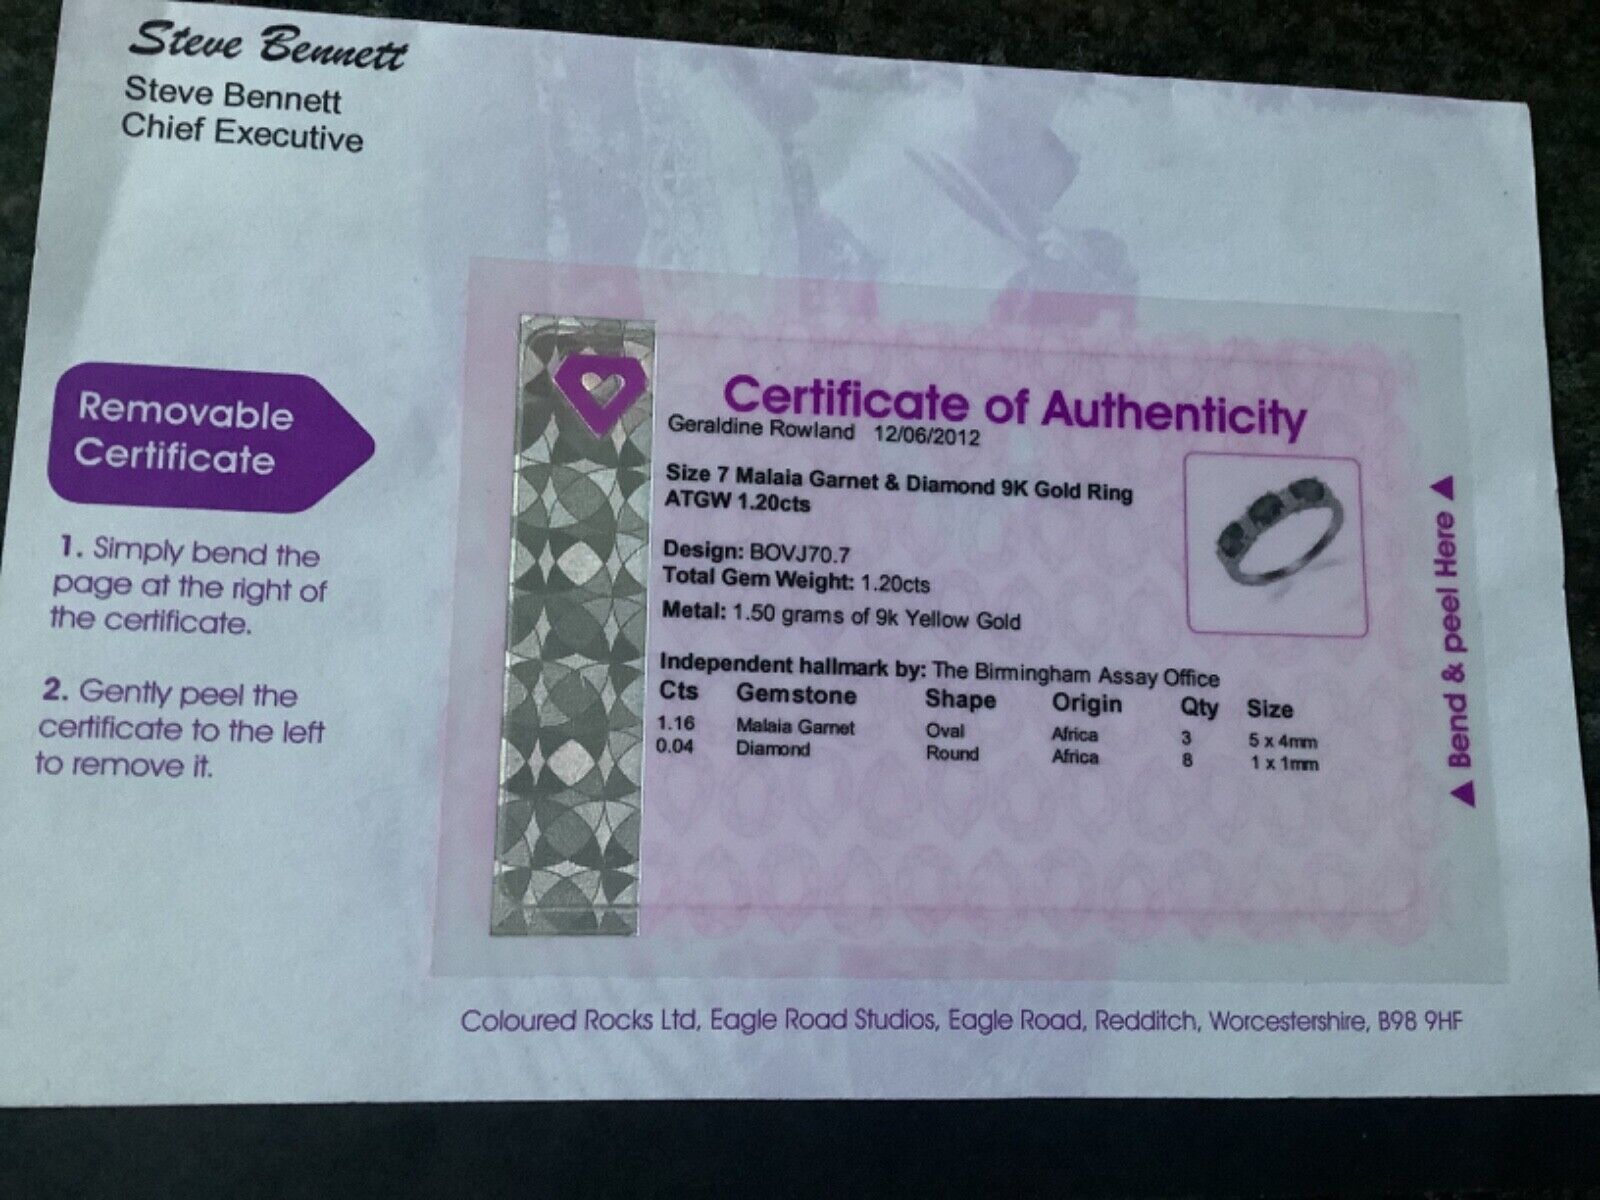 Steve Bennett
Steve Bennett
Chief Executive
Removable
Certificate
1. Simply bend the
page at the right of
the certificate.
2. Gently peel the
certificate to the left
to remove it.
Certificate of Authenticity
Geraldine Rowland 12/06/2012
Size 7 Malaia Garnet & Diamond 9K Gold Ring
ATGW 1.20cts
Design: BOVJ70.7
Total Gem Weight: 1.20cts
Metal: 1.50 grams of 9k Yellow Gold
Independent hallmark by: The Birmingham Assay Office
Cts Gemstone Shape Origin Qty Size
1.16 Malaia Garnet Oval Africa 3 5 x 4mm
0.04 Diamond Round Africa 8 1 x 1mm
▲ Bend & peel Here ▲
Coloured Rocks Ltd, Eagle Road Studios, Eagle Road, Redditch, Worcestershire, B98 9HF